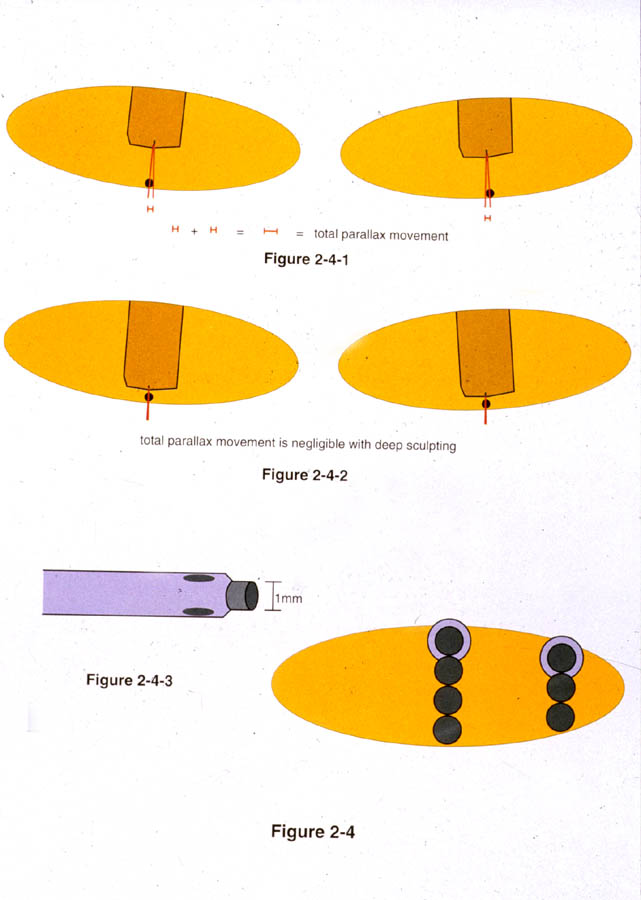 H + H = H = total parallax movement
Figure 2-4-1
total parallax movement is negligible with deep sculpting
Figure 2-4-2
1mm
Figure 2-4-3
Figure 2-4